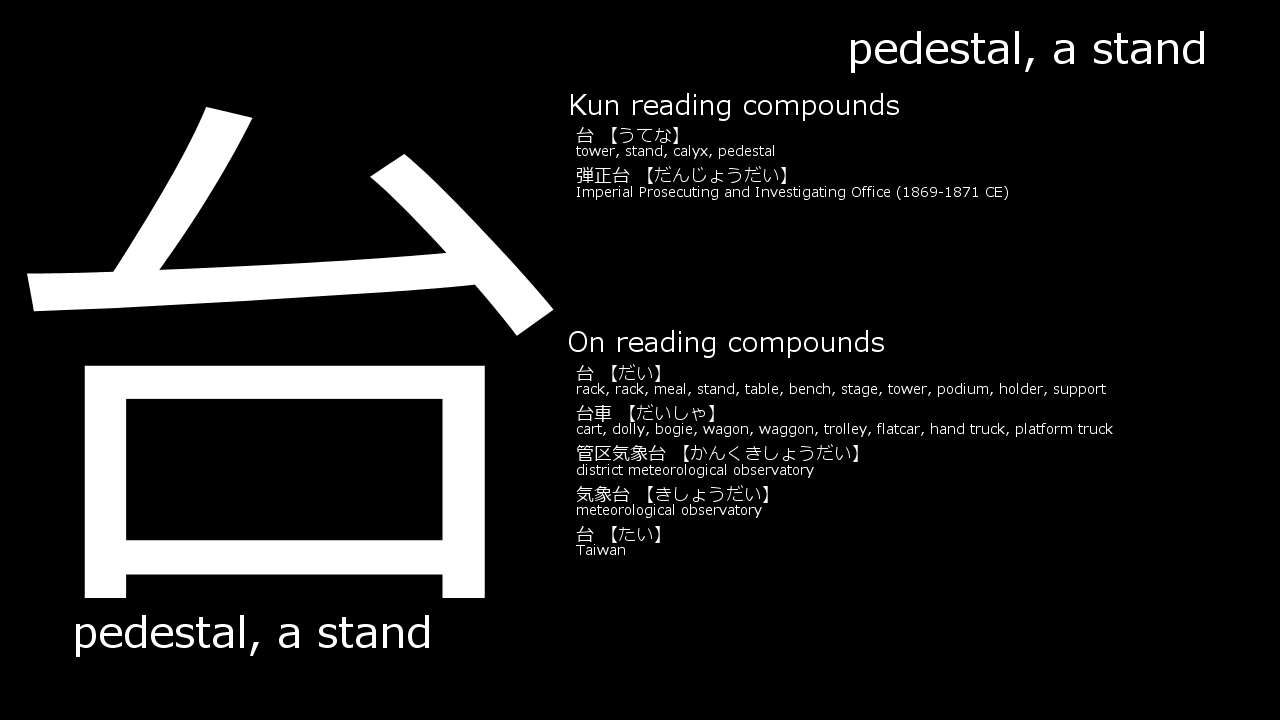 pedestal, a stand
台
pedestal, a stand
Kun reading compounds
台 【うてな】
tower, stand, calyx, pedestal
弾正台 【だんじょうだい】
Imperial Prosecuting and Investigating Office (1869-1871 CE)
On reading compounds
台 【だい】
rack, rack, meal, stand, table, bench, stage, tower, podium, holder, support
台車 【だいしゃ】
cart, dolly, bogie, wagon, waggon, trolley, flatcar, hand truck, platform truck
管区気象台 【かんくきしょうだい】
district meteorological observatory
気象台 【きしょうだい】
meteorological observatory
台 【たい】
Taiwan